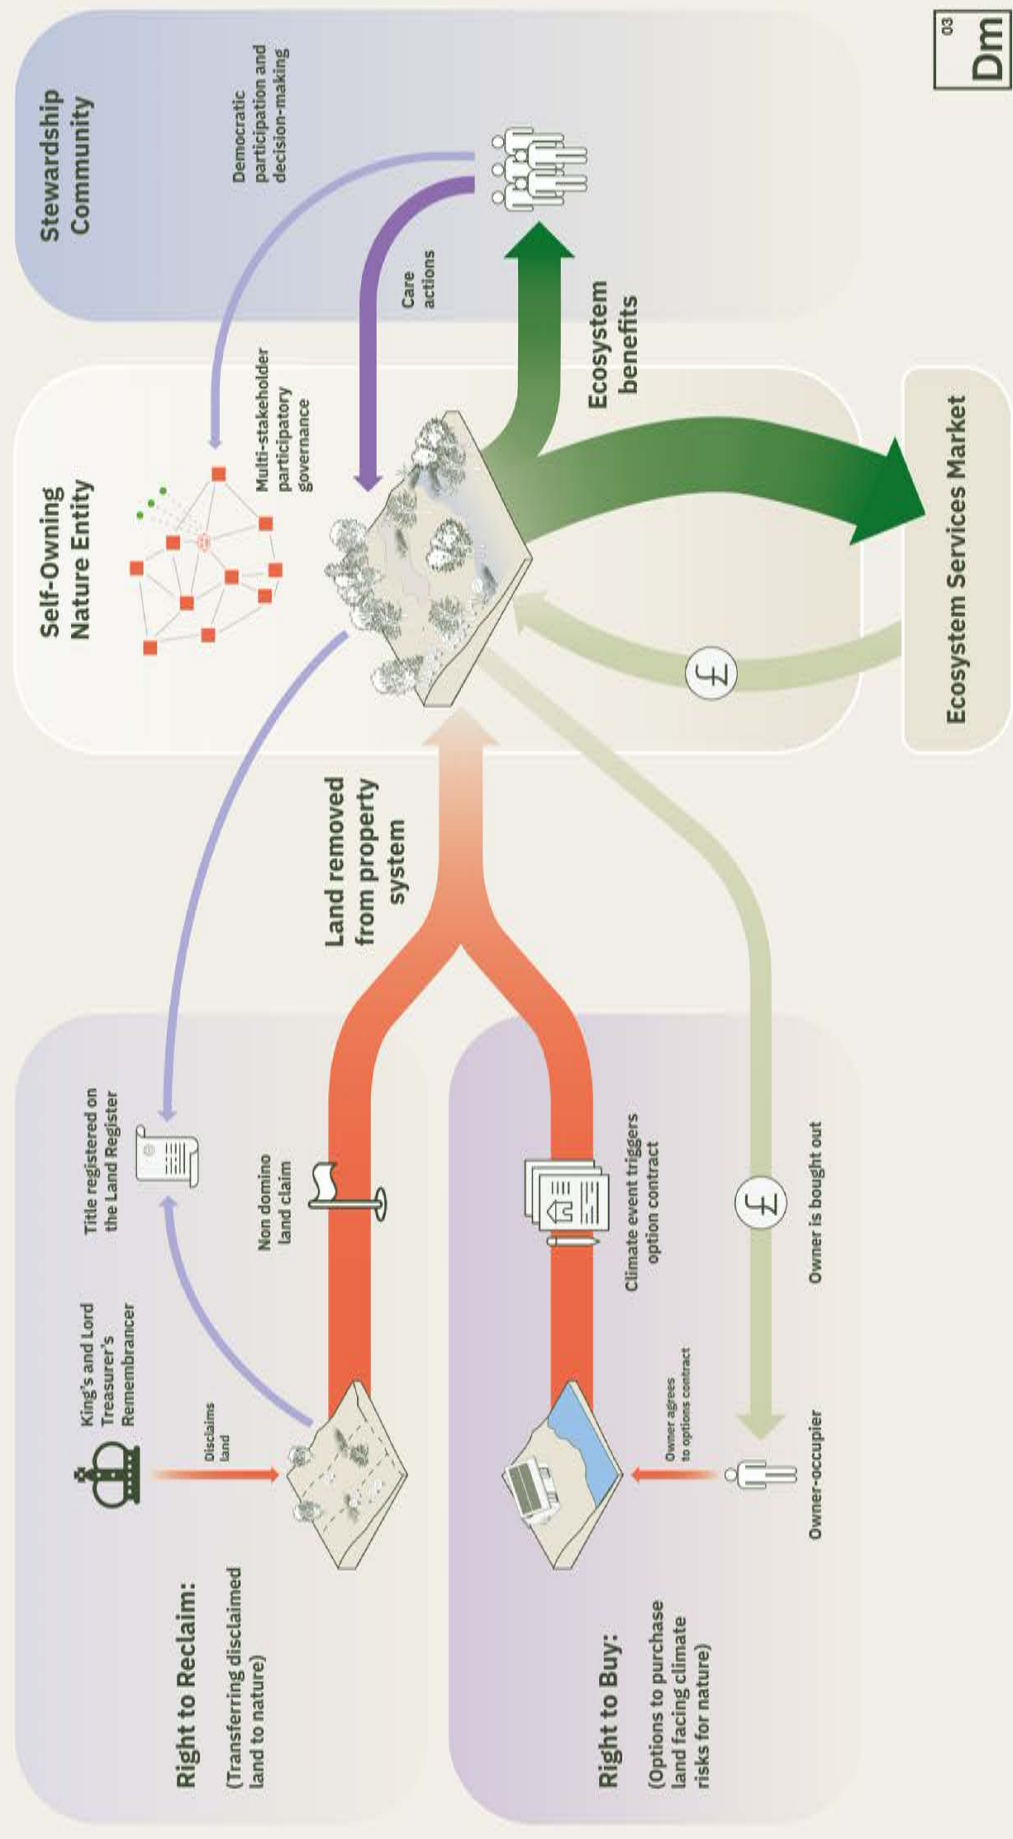 Right to Reclaim:
(Transferring disclaimed
land to nature)
King's and Lord
Treasurer's
Remembrancer
Disclaims
land
Title registered on
the Land Register
Non domino
land claim
Right to Buy:
(Options to purchase
land facing climate
risks for nature)
Owner agrees
to options contract
Owner-occupier
Climate event triggers
option contract
£
Owner is bought out
Land removed
from property
system
Self-Owning
Nature Entity
Multi-stakeholder
participatory
governance
£
Ecosystem Services Market
Stewardship
Community
Democratic
participation and
decision-making
Care
actions
Ecosystem
benefits
03
Dm